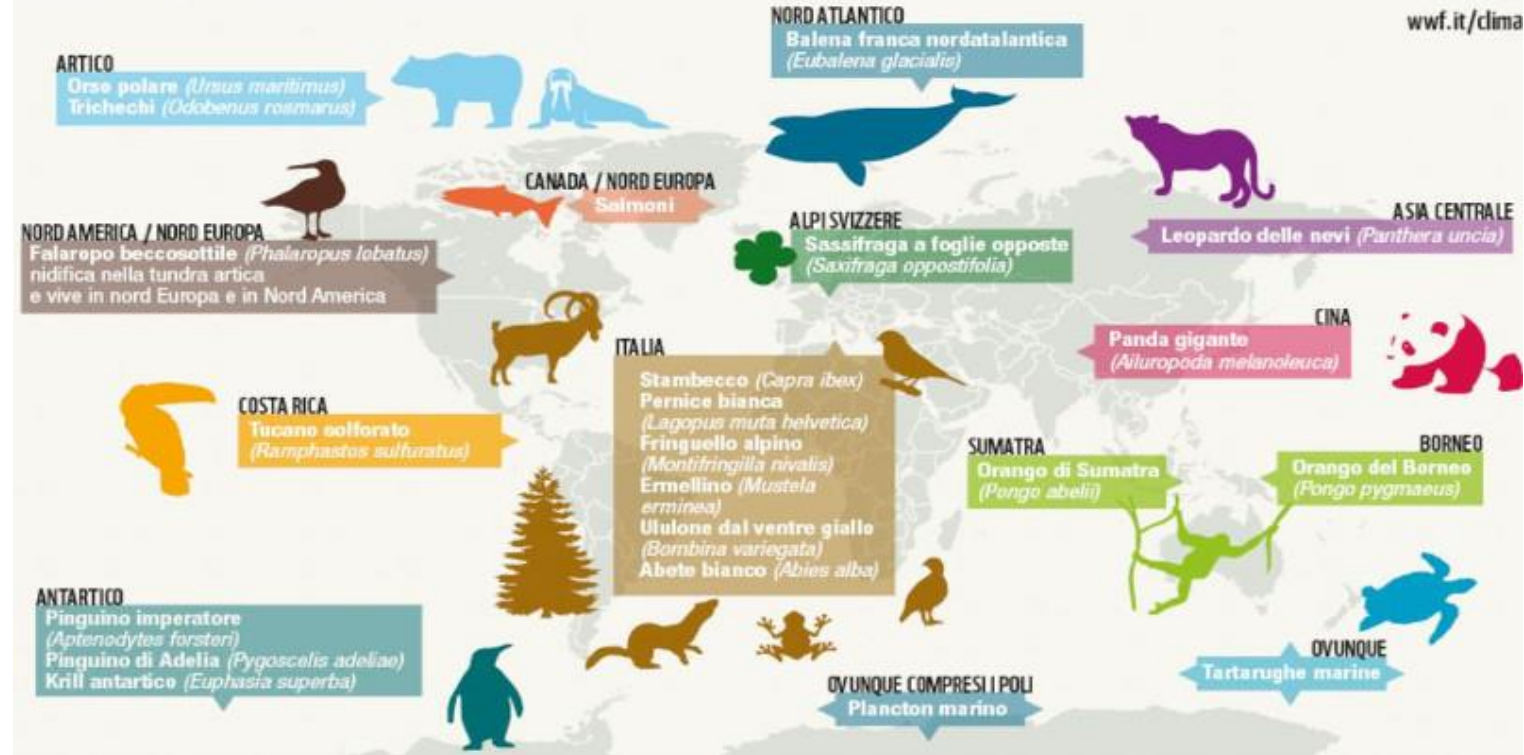 NORD ATLANTICO
Balena franca nordatalantica
(Eubalena glacialis)
wwf.it/clima
ARTICO
Orso polare (Ursus maritimus)
Trichechi (Odobenus rosmarus)
CANADA / NORD EUROPA
Salmoni
NORD AMERICA / NORD EUROPA
Falaropo beccosottile (Phalaropus lobatus)
nidifica nella tundra artica
e vive in nord Europa e in Nord America
ALPI SVIZZERE
Sassifraga a foglie opposte
(Saxifraga oppostifolia)
ASIA CENTRALE
Leopardo delle nevi (Panthera uncia)
CINA
Panda gigante
(Ailuropoda melanoleuca)
ITALIA
Stambecco (Capra ibex)
Pernice bianca
(Lagopus muta helvetica)
Fringuello alpino
(Montifringilla nivalis)
Ermellino (Mustela
erminea)
Ululone dal ventre giallo
(Bombina variegata)
Abete bianco (Abies alba)
COSTA RICA
Tucano solforato
(Ramphastos sulfuratus)
SUMATRA
Orango di Sumatra
(Pongo abelii)
BORNEO
Orango del Borneo
(Pongo pygmaeus)
ANTARTICO
Pinguino imperatore
(Aptenodytes forsteri)
Pinguino di Adelia (Pygoscelis adeliae)
Krill antartico (Euphasia superba)
OVUNQUE
Tartarughe marine
OVUNQUE COMPRESI I POLI
Plancton marino